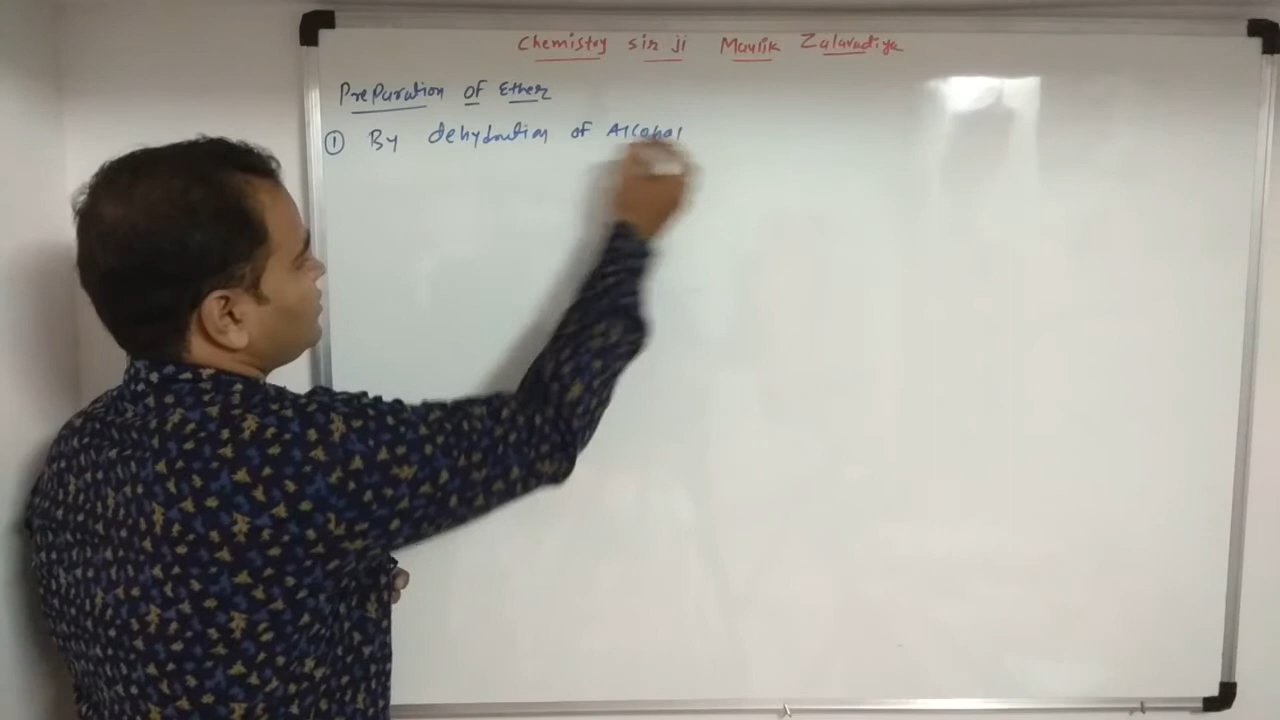 Chemistry sir ji Maulik Zalavadiya
Preparation of Ether
① By dehydration of Alcohol